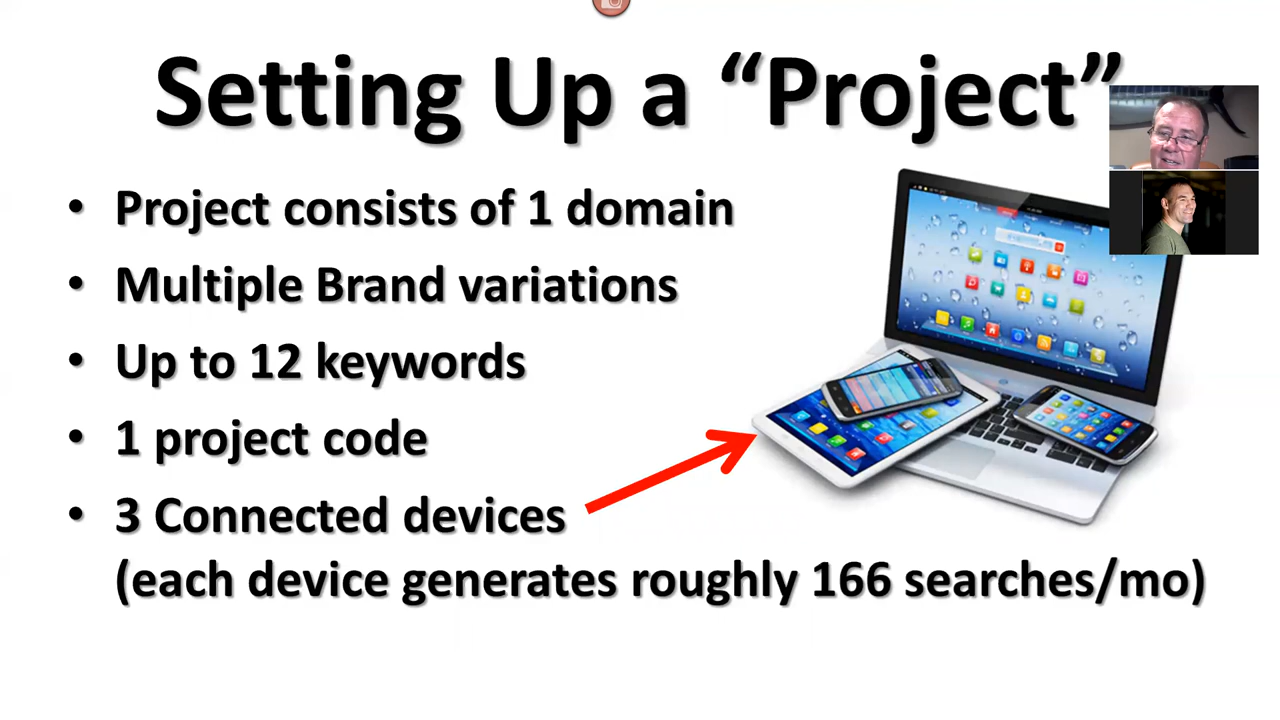 Setting Up a “Project”
• Project consists of 1 domain
• Multiple Brand variations
• Up to 12 keywords
• 1 project code
• 3 Connected devices
(each device generates roughly 166 searches/mo)